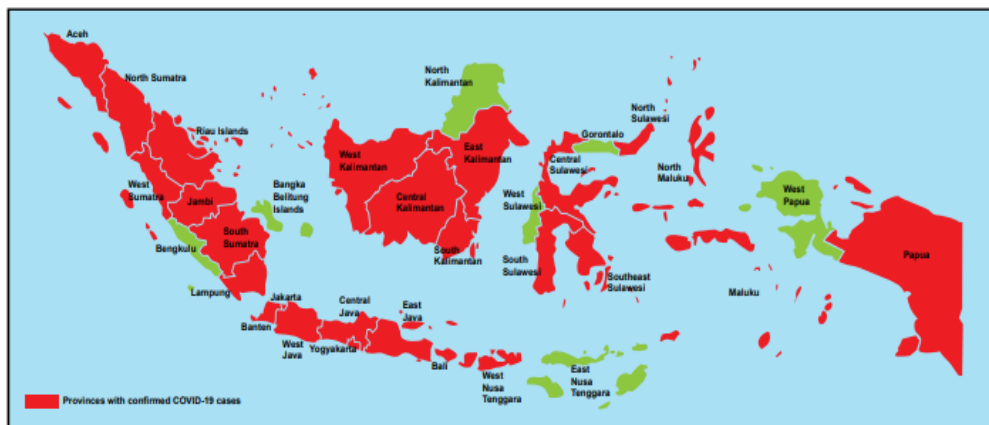 Aceh
North Sumatra
Riau Islands
West
Sumatra
Jambi
Bangka
Belitung
Islands
South
Sumatra
Bengkulu
Lampung
Jakarta
Banten
West
Java
Central
Java
Yogyakarta
East
Java
Bali
West
Nusa
Tenggara
East
Nusa
Tenggara
North
Kalimantan
West
Kalimantan
East
Kalimantan
Central
Kalimantan
South
Kalimantan
North
Sulawesi
Gorontalo
Central
Sulawesi
West
Sulawesi
South
Sulawesi
Southeast
Sulawesi
North
Maluku
Maluku
West
Papua
Papua
Provinces with confirmed COVID-19 cases